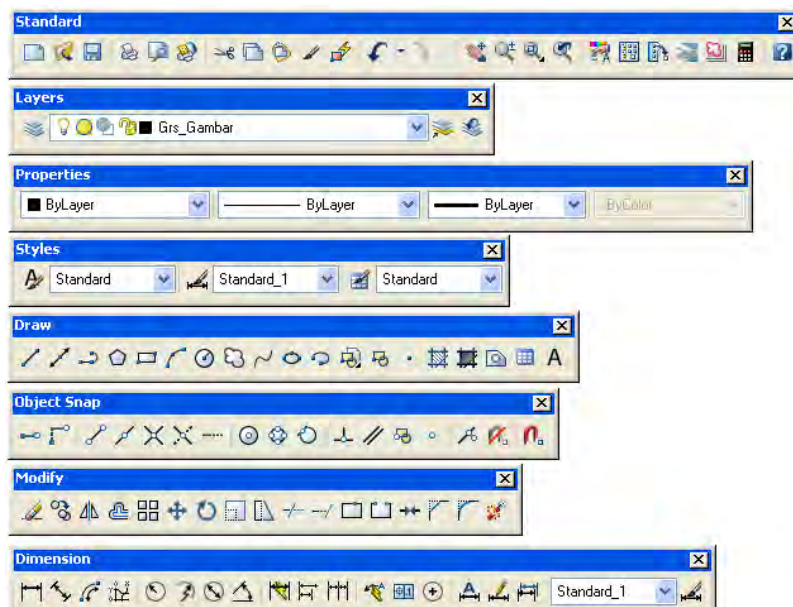 Standard
Layers
Grs_Gambar
Properties
ByLayer ByLayer ByLayer ByColor
Styles
Standard Standard_1 Standard
Draw
A
Object Snap
Modify
Dimension
Standard_1